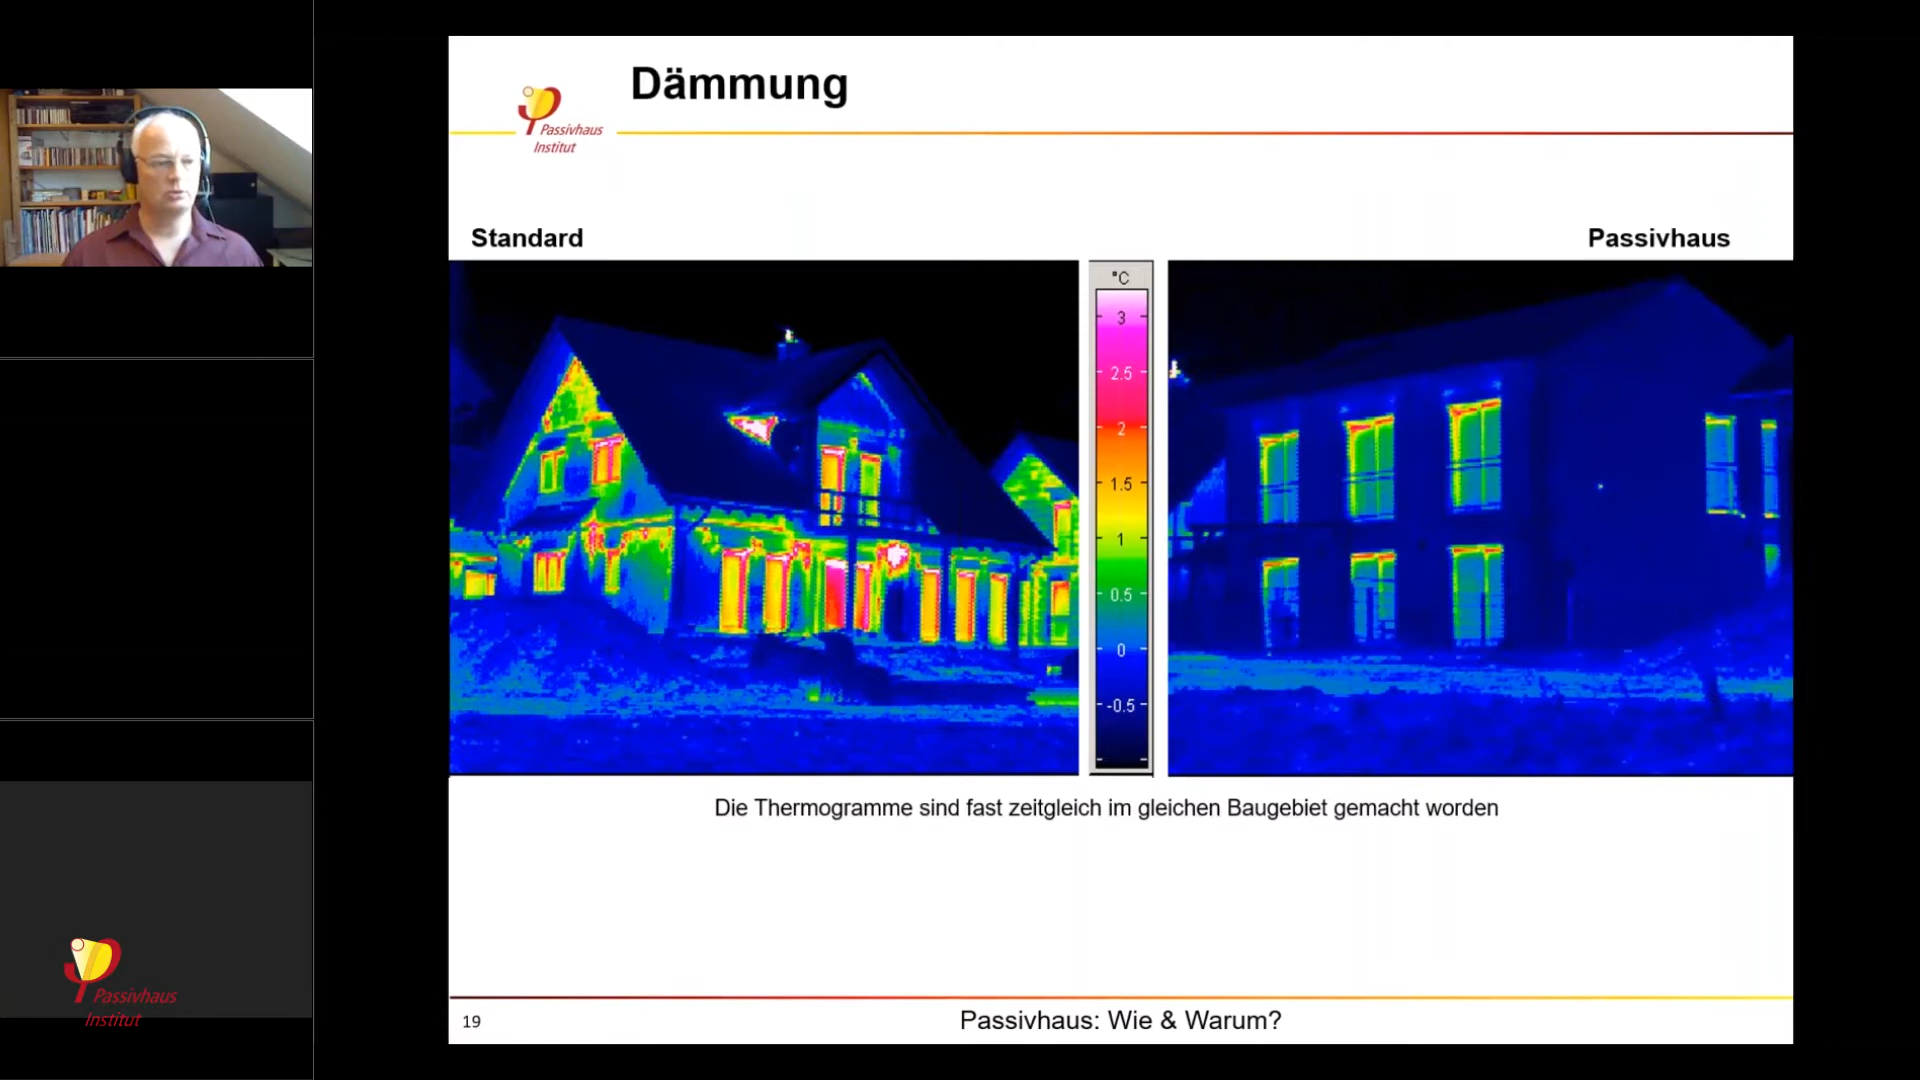 Dämmung
Passivhaus
Institut
Standard
Passivhaus
°C
3
2.5
2
1.5
1
0.5
0
-0.5
Die Thermogramme sind fast zeitgleich im gleichen Baugebiet gemacht worden
19
Passivhaus: Wie & Warum?
Passivhaus
Institut